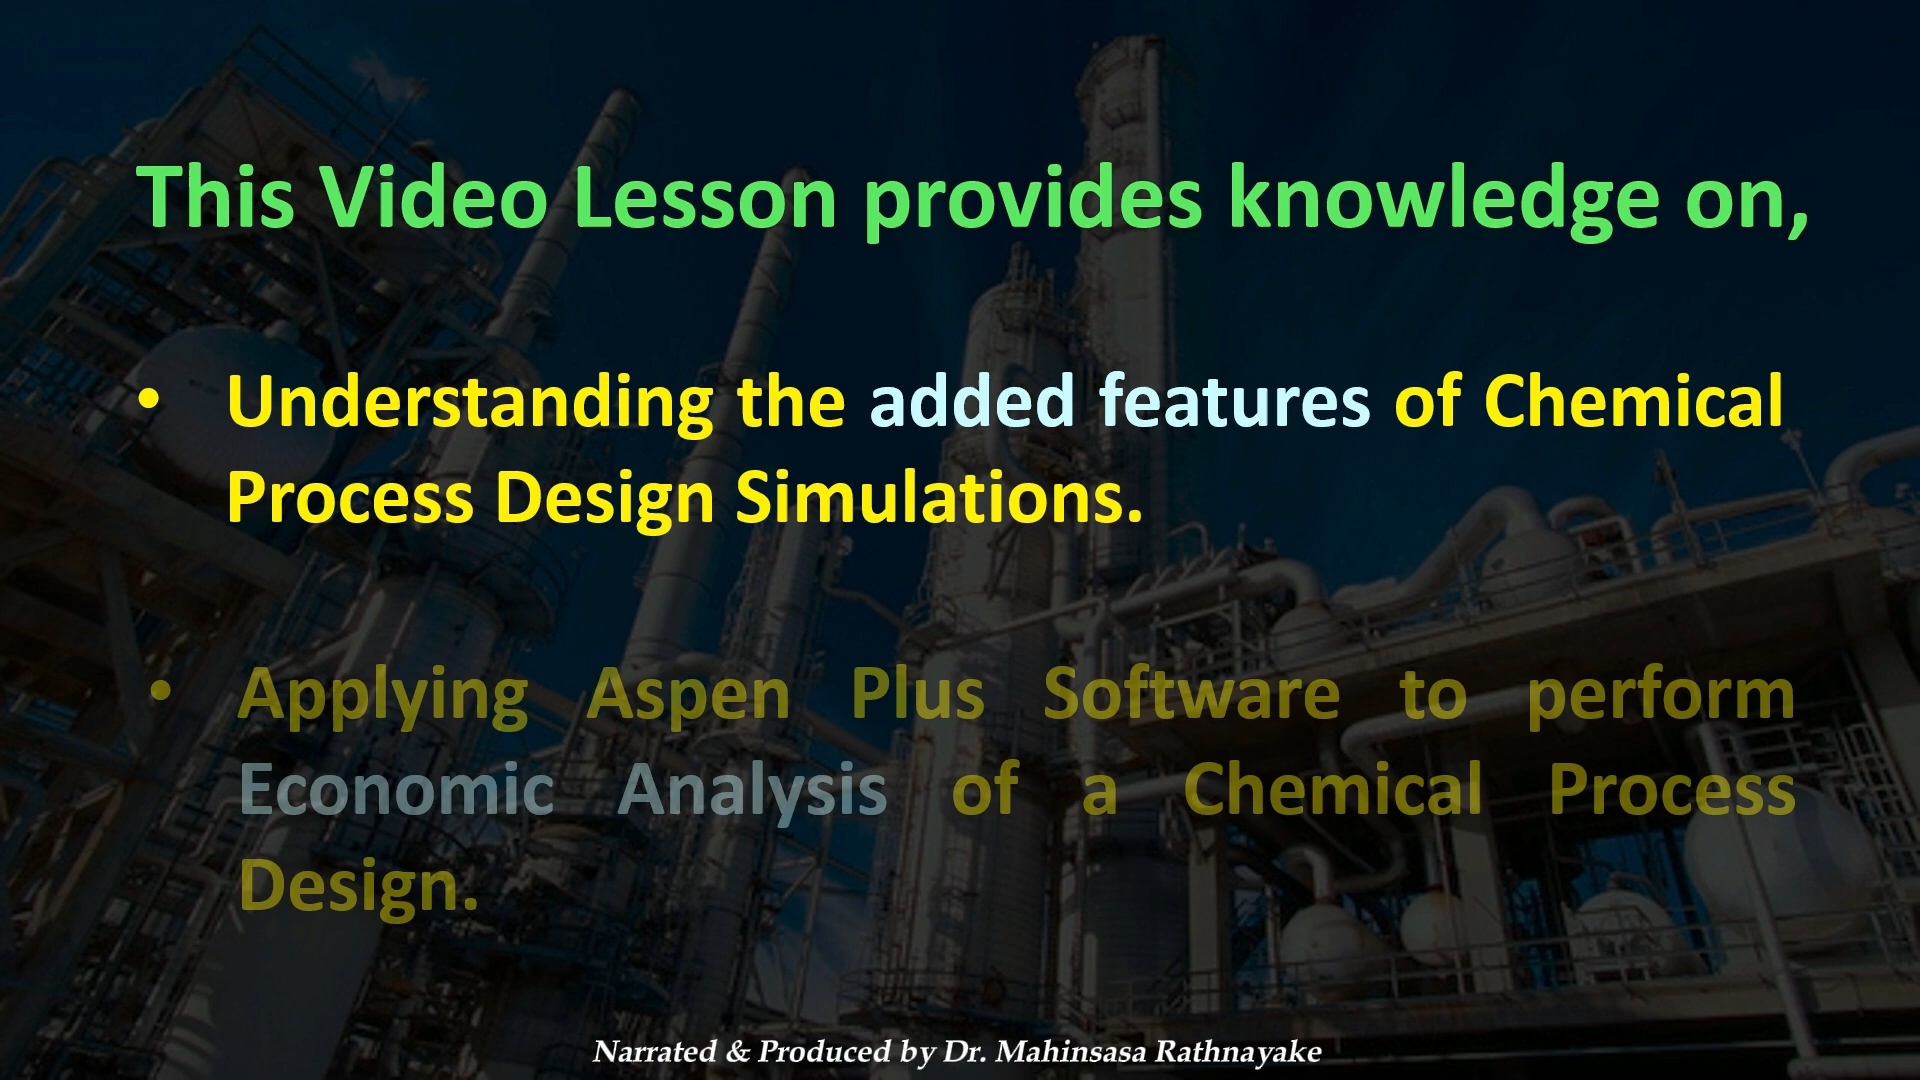 This Video Lesson provides knowledge on,
• Understanding the added features of Chemical
Process Design Simulations.
• Applying Aspen Plus Software to perform
Economic Analysis of a Chemical Process
Design.
Narrated & Produced by Dr. Mahinsasa Rathnayake